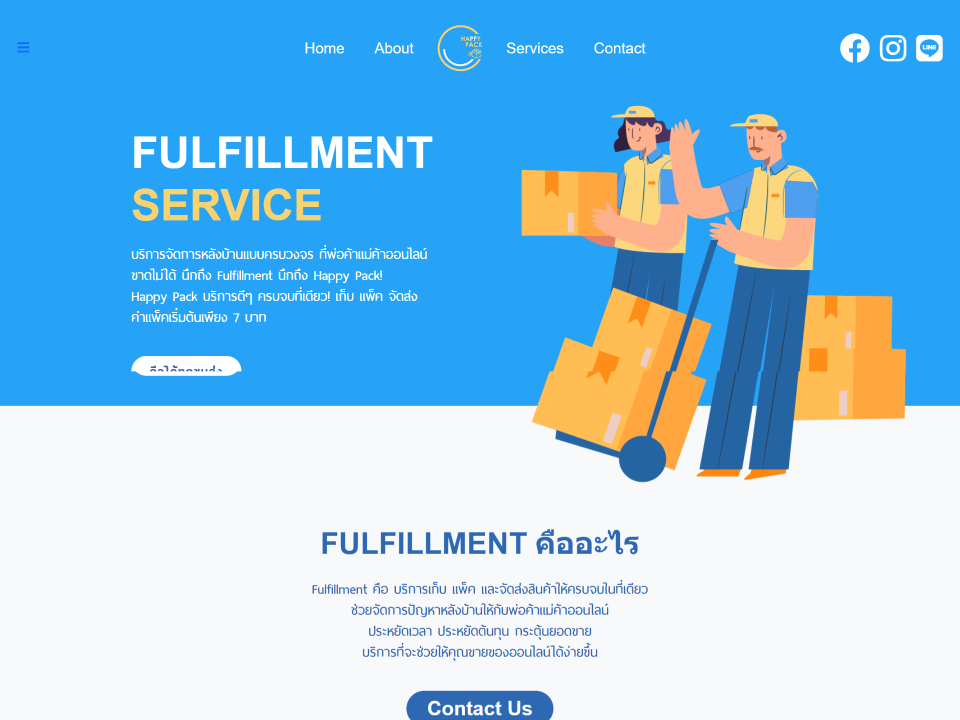 Home
About
HAPPY
PACK
Services
Contact
LINE
FULFILLMENT
SERVICE
บริการจัดการหลังบ้านแบบครบวงจร ที่พ่อค้าแม่ค้าออนไลน์
ขาดไม่ได้ นึกถึง Fulfillment นึกถึง Happy Pack!
Happy Pack บริการดีๆ ครบจบที่เดียว! เก็บ แพ็ค จัดส่ง
ค่าแพ็คเริ่มต้นเพียง 7 บาท
FULFILLMENT คืออะไร
Fulfillment คือ บริการเก็บ แพ็ค และจัดส่งสินค้าให้ครบจบในที่เดียว
ช่วยจัดการปัญหาหลังบ้านให้กับพ่อค้าแม่ค้าออนไลน์
ประหยัดเวลา ประหยัดต้นทุน กระตุ้นยอดขาย
บริการที่จะช่วยให้คุณขายของออนไลน์ได้ง่ายขึ้น
Contact Us